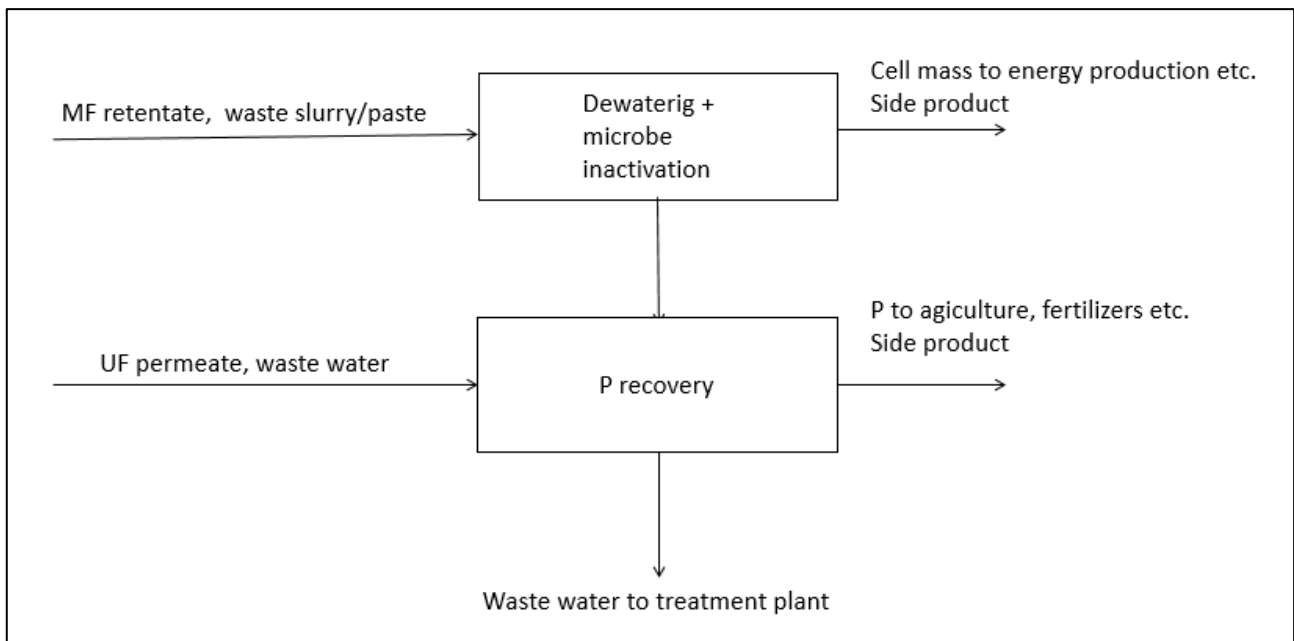 MF retentate, waste slurry/paste
Dewaterig +
microbe
inactivation
Cell mass to energy production etc.
Side product
UF permeate, waste water
P recovery
P to agiculture, fertilizers etc.
Side product
Waste water to treatment plant